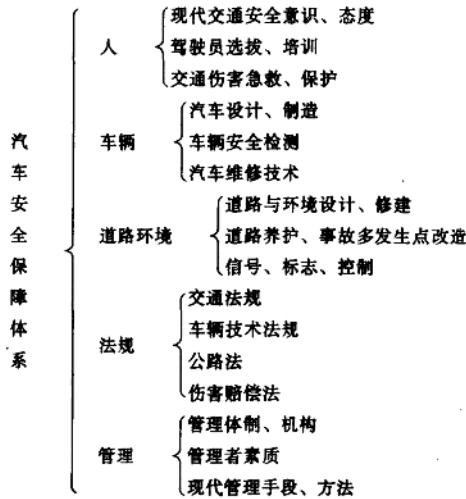 汽车安全保障体系
人
现代交通安全意识、态度
驾驶员选拔、培训
交通伤害急救、保护
车辆
汽车设计、制造
车辆安全检测
汽车维修技术
道路环境
道路与环境设计、修建
道路养护、事故多发生点改造
信号、标志、控制
法规
交通法规
车辆技术法规
公路法
伤害赔偿法
管理
管理体制、机构
管理者素质
现代管理手段、方法